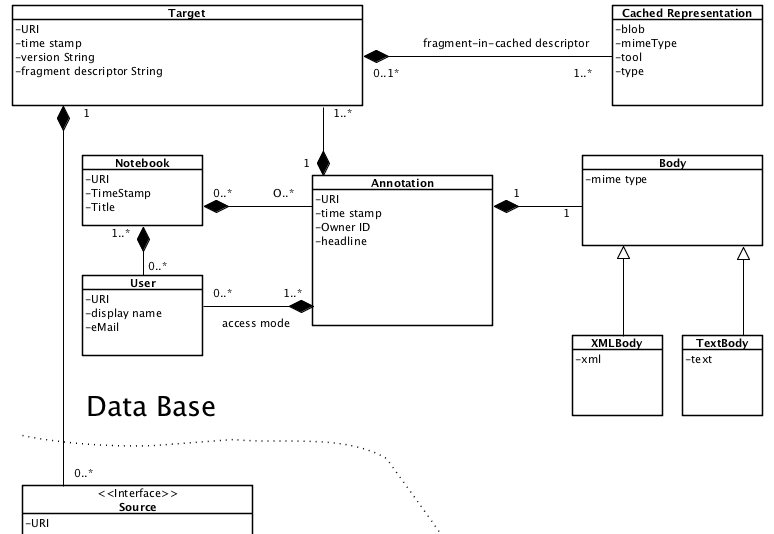 Target
-URI
-time stamp
-version String
-fragment descriptor String
fragment-in-cached descriptor
0..1*
1..*
Cached Representation
-blob
-mimeType
-tool
-type
1
1..*
Notebook
-URI
-TimeStamp
-Title
0..*
O..*
1
Annotation
-URI
-time stamp
-Owner ID
-headline
1
1
Body
-mime type
1..*
0..*
User
-URI
-display name
-eMail
0..*
1..*
access mode
XMLBody
-xml
TextBody
-text
Data Base
0..*
<<Interface>>
Source
-URI